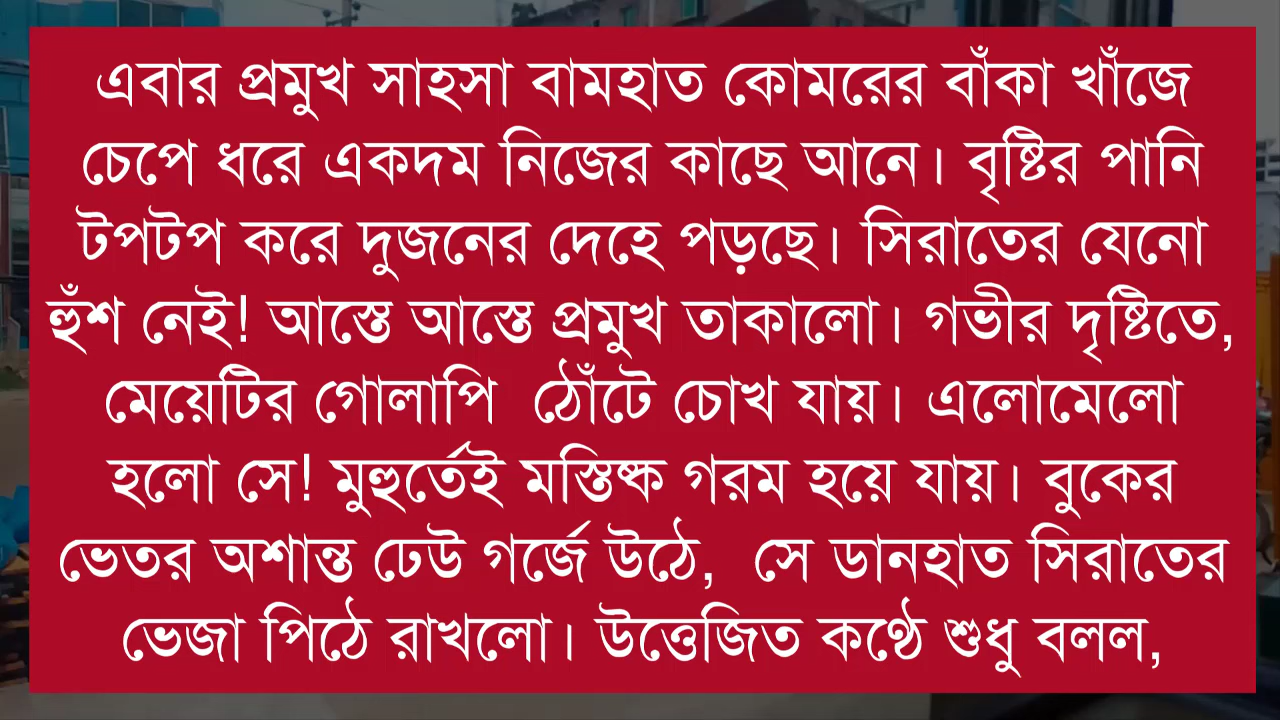 এবার প্রমুখ সাহসা বামহাত কোমরের বাঁকা খাঁজে
চেপে ধরে একদম নিজের কাছে আনে। বৃষ্টির পানি
টপটপ করে দুজনের দেহে পড়ছে। সিরাতের যেনো
হুঁশ নেই! আস্তে আস্তে প্রমুখ তাকালো। গভীর দৃষ্টিতে,
মেয়েটির গোলাপি ঠোঁটে চোখ যায়। এলোমেলো
হলো সে! মুহুর্তেই মস্তিষ্ক গরম হয়ে যায়। বুকের
ভেতর অশান্ত ঢেউ গর্জে উঠে, সে ডানহাত সিরাতের
ভেজা পিঠে রাখলো। উত্তেজিত কণ্ঠে শুধু বলল,